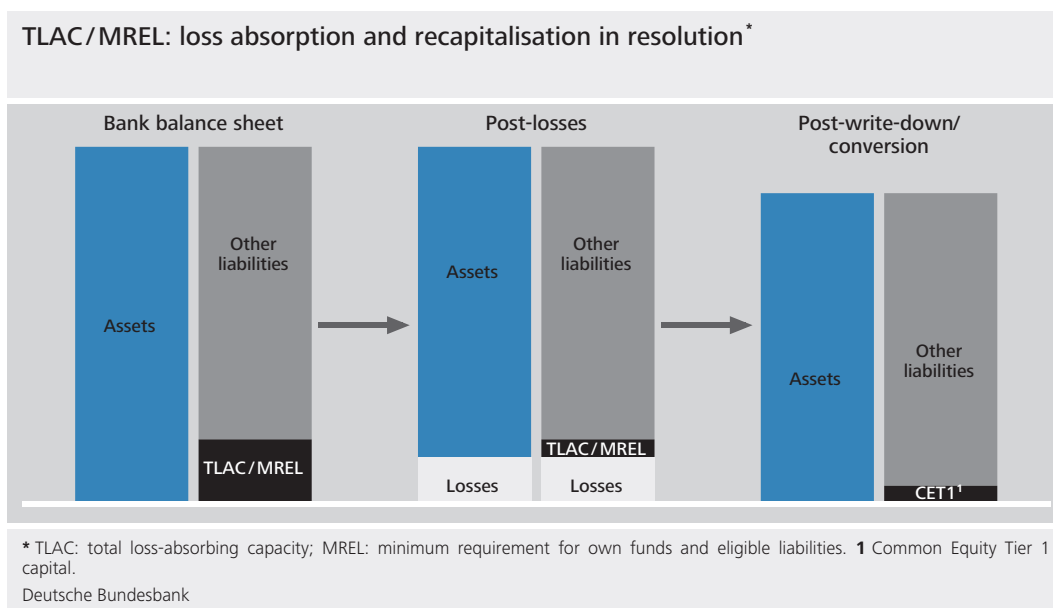 TLAC/MREL: loss absorption and recapitalisation in resolution*
Bank balance sheet
Assets
Other
liabilities
TLAC/MREL
Post-losses
Assets
Losses
Other
liabilities
TLAC/MREL
Losses
Post-write-down/
conversion
Assets
Other
liabilities
CET1¹
* TLAC: total loss-absorbing capacity; MREL: minimum requirement for own funds and eligible liabilities. 1 Common Equity Tier 1
capital.
Deutsche Bundesbank